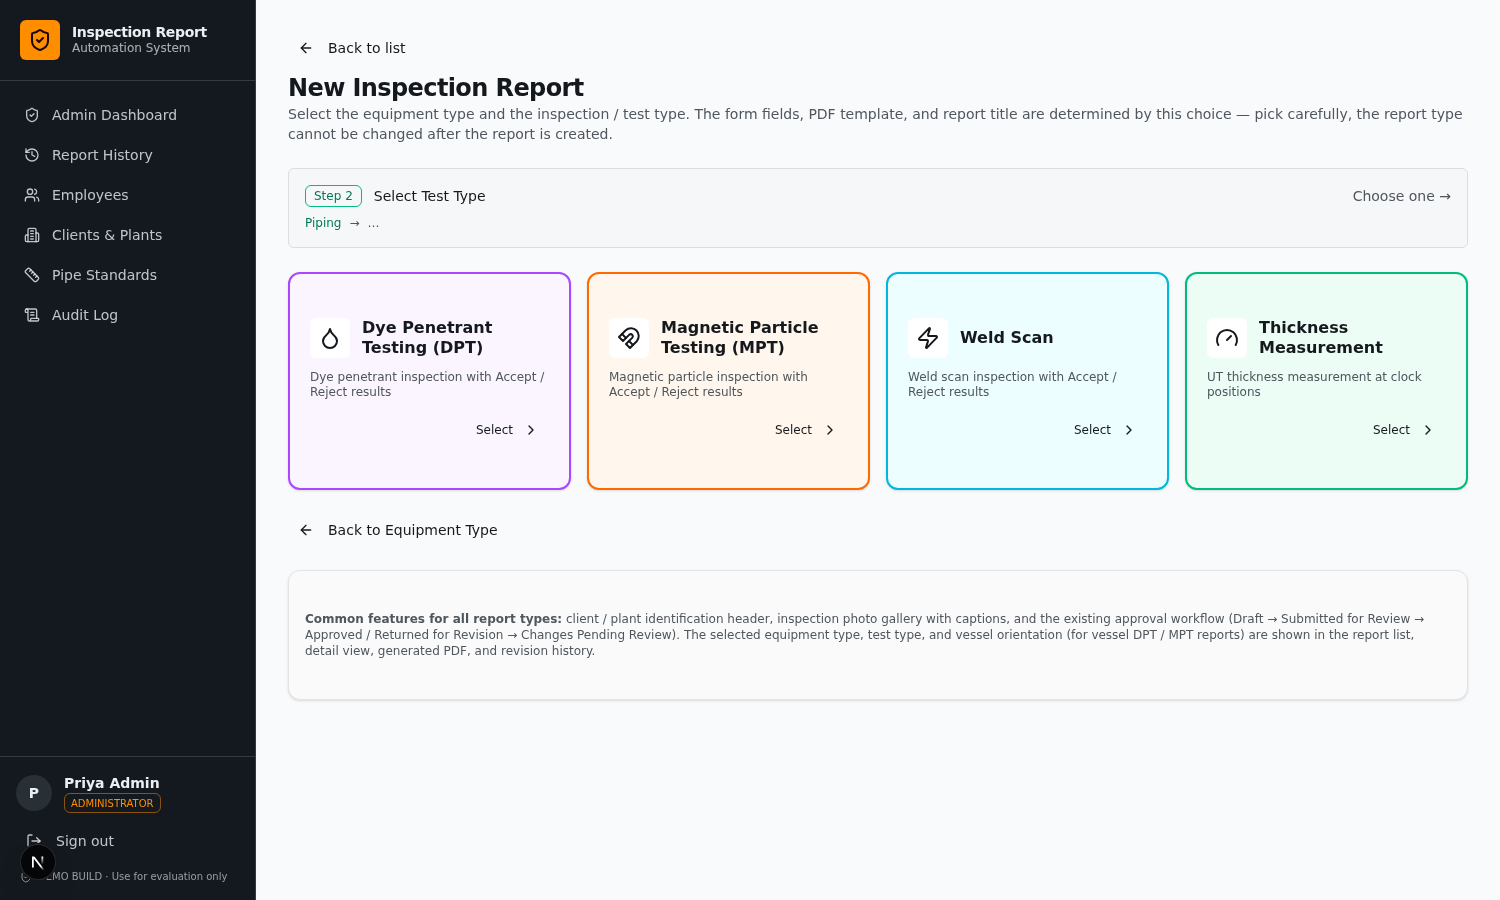 Inspection Report
Automation System
Admin Dashboard
Report History
Employees
Clients & Plants
Pipe Standards
Audit Log
P
Priya Admin
ADMINISTRATOR
Sign out
N
MO BUILD · Use for evaluation only
Back to list
New Inspection Report
Select the equipment type and the inspection / test type. The form fields, PDF template, and report title are determined by this choice — pick carefully, the report type
cannot be changed after the report is created.
Step 2 Select Test Type
Choose one →
Piping → ...
Dye Penetrant
Testing (DPT)
Dye penetrant inspection with Accept /
Reject results
Select
Magnetic Particle
Testing (MPT)
Magnetic particle inspection with
Accept / Reject results
Select
Weld Scan
Weld scan inspection with Accept /
Reject results
Select
Thickness
Measurement
UT thickness measurement at clock
positions
Select
Back to Equipment Type
Common features for all report types: client / plant identification header, inspection photo gallery with captions, and the existing approval workflow (Draft → Submitted for Review →
Approved / Returned for Revision → Changes Pending Review). The selected equipment type, test type, and vessel orientation (for vessel DPT / MPT reports) are shown in the report list,
detail view, generated PDF, and revision history.